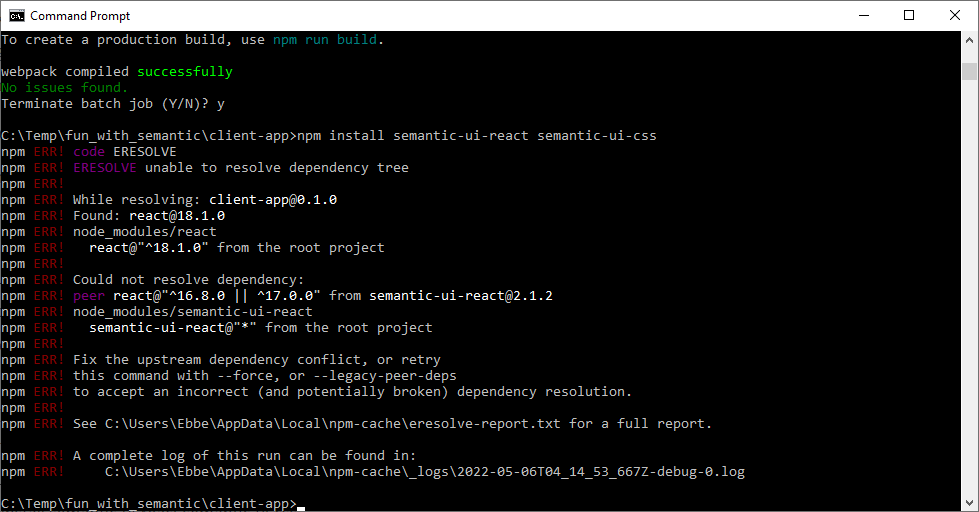 Command Prompt
To create a production build, use npm run build.
webpack compiled successfully
No issues found.
Terminate batch job (Y/N)? y
C:\Temp\fun_with_semantic\client-app>npm install semantic-ui-react semantic-ui-css
npm ERR! code ERESOLVE
npm ERR! ERESOLVE unable to resolve dependency tree
npm ERR!
npm ERR! While resolving: client-app@0.1.0
npm ERR! Found: react@18.1.0
npm ERR! node_modules/react
npm ERR!   react@"^18.1.0" from the root project
npm ERR!
npm ERR! Could not resolve dependency:
npm ERR! peer react@"^16.8.0 || ^17.0.0" from semantic-ui-react@2.1.2
npm ERR! node_modules/semantic-ui-react
npm ERR!   semantic-ui-react@"*" from the root project
npm ERR!
npm ERR! Fix the upstream dependency conflict, or retry
npm ERR! this command with --force, or --legacy-peer-deps
npm ERR! to accept an incorrect (and potentially broken) dependency resolution.
npm ERR!
npm ERR! See C:\Users\Ebbe\AppData\Local\npm-cache\eresolve-report.txt for a full report.
npm ERR! A complete log of this run can be found in:
npm ERR!     C:\Users\Ebbe\AppData\Local\npm-cache\_logs\2022-05-06T04_14_53_667Z-debug-0.log
C:\Temp\fun_with_semantic\client-app>